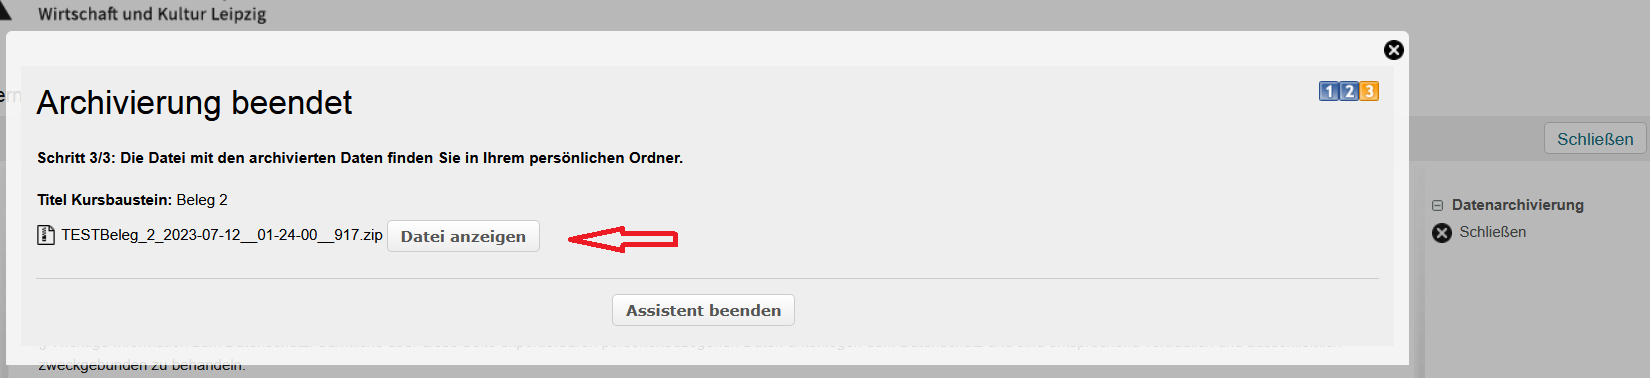 Wirtschaft und Kultur Leipzig
Archivierung beendet
1 2 3
Schritt 3/3: Die Datei mit den archivierten Daten finden Sie in Ihrem persönlichen Ordner.
Titel Kursbaustein: Beleg 2
TESTBeleg_2_2023-07-12__01-24-00__917.zip Datei anzeigen
Assistent beenden
Schließen
Datenarchivierung
Schließen
zweckgebunden zu behandeln.